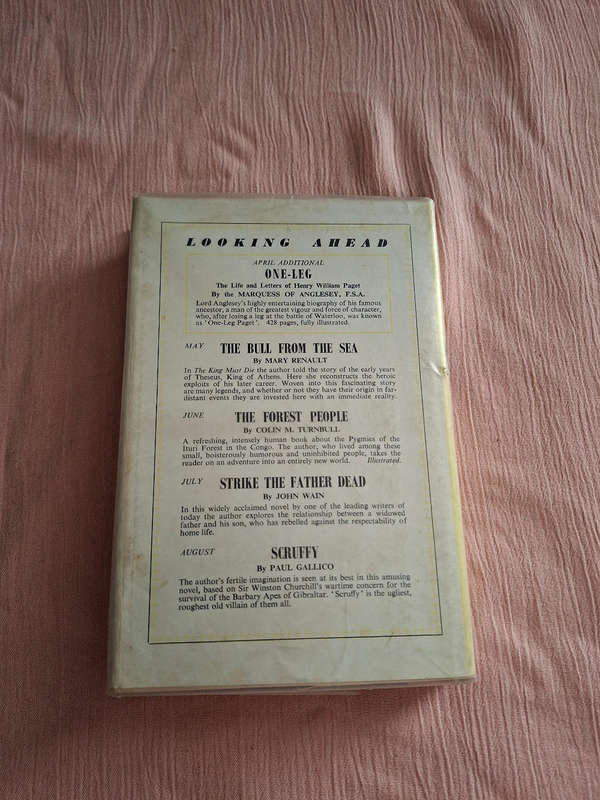 LOOKING AHEAD
APRIL ADDITIONAL
ONE-LEG
The Life and Letters of Henry William Paget
By the MARQUESS OF ANGLESEY, F.S.A.
Lord Anglesey's highly entertaining biography of his famous
ancestor, a man of the greatest vigour and force of character,
who, after losing a leg at the battle of Waterloo, was known
as 'One-Leg Paget'. 428 pages, fully illustrated.
MAY THE BULL FROM THE SEA
By MARY RENAULT
In The King Must Die the author told the story of the early years
of Theseus, King of Athens. Here she reconstructs the heroic
exploits of his later career. Woven into this fascinating story
are many legends, and whether or not they have their origin in far-
distant events they are invested here with an immediate reality.
JUNE THE FOREST PEOPLE
By COLIN M. TURNBULL
A refreshing, intensely human book about the Pygmies of the
Ituri Forest in the Congo. The author, who lived among these
small, boisterously humorous and uninhibited people, takes the
reader on an adventure into an entirely new world. Illustrated.
JULY STRIKE THE FATHER DEAD
By JOHN WAIN
In this widely acclaimed novel by one of the leading writers of
today the author explores the relationship between a widowed
father and his son, who has rebelled against the respectability of
home life.
AUGUST SCRUFFY
By PAUL GALLICO
The author's fertile imagination is seen at its best in this amusing
novel, based on Sir Winston Churchill's wartime concern for the
survival of the Barbary Apes of Gibraltar. 'Scruffy' is the ugliest,
roughest old villain of them all.